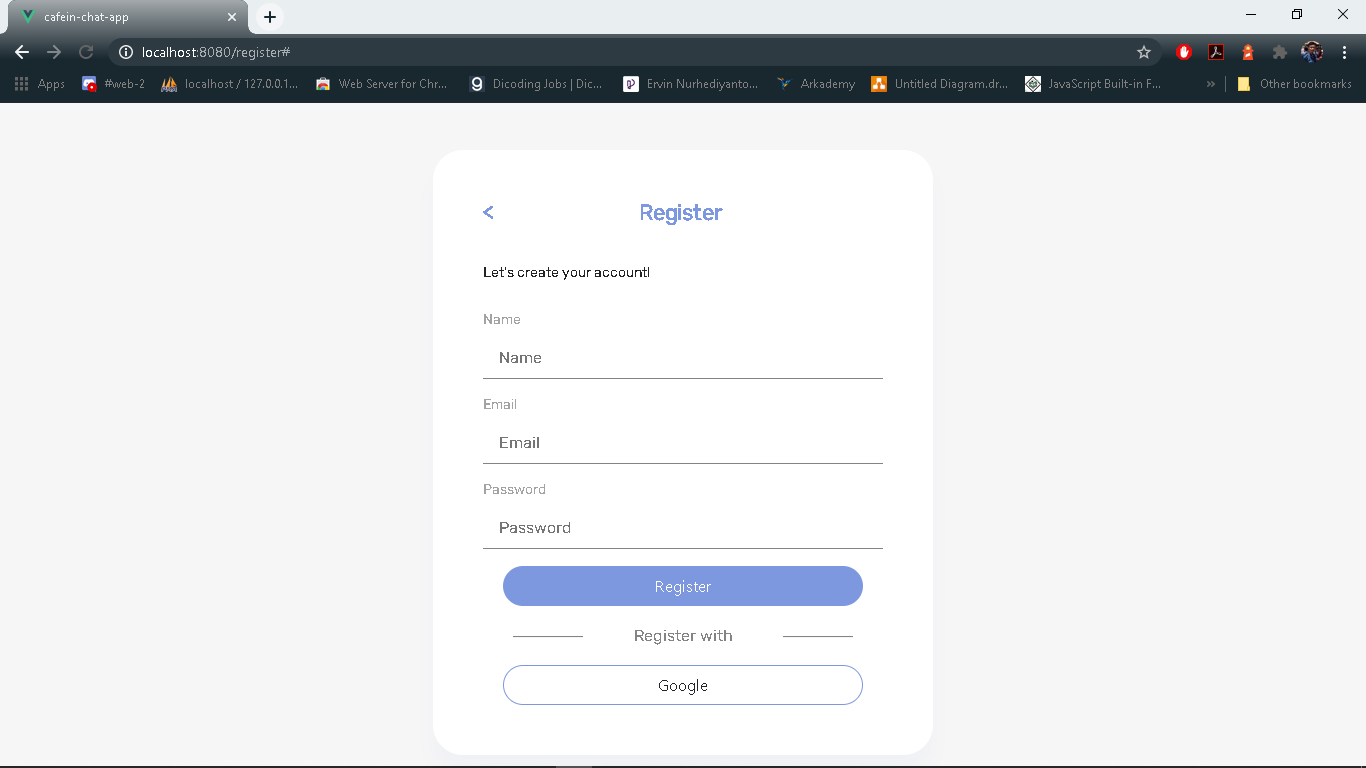 cafein-chat-app
localhost:8080/register#
Apps #web-2 localhost / 127.0.0.1... Web Server for Chr... Dicoding Jobs | Dic... Ervin Nurhediyanto... Arkademy Untitled Diagram.dr... JavaScript Built-in F... » Other bookmarks
< Register
Let's create your account!
Name
Name
Email
Email
Password
Password
Register
Register with
Google